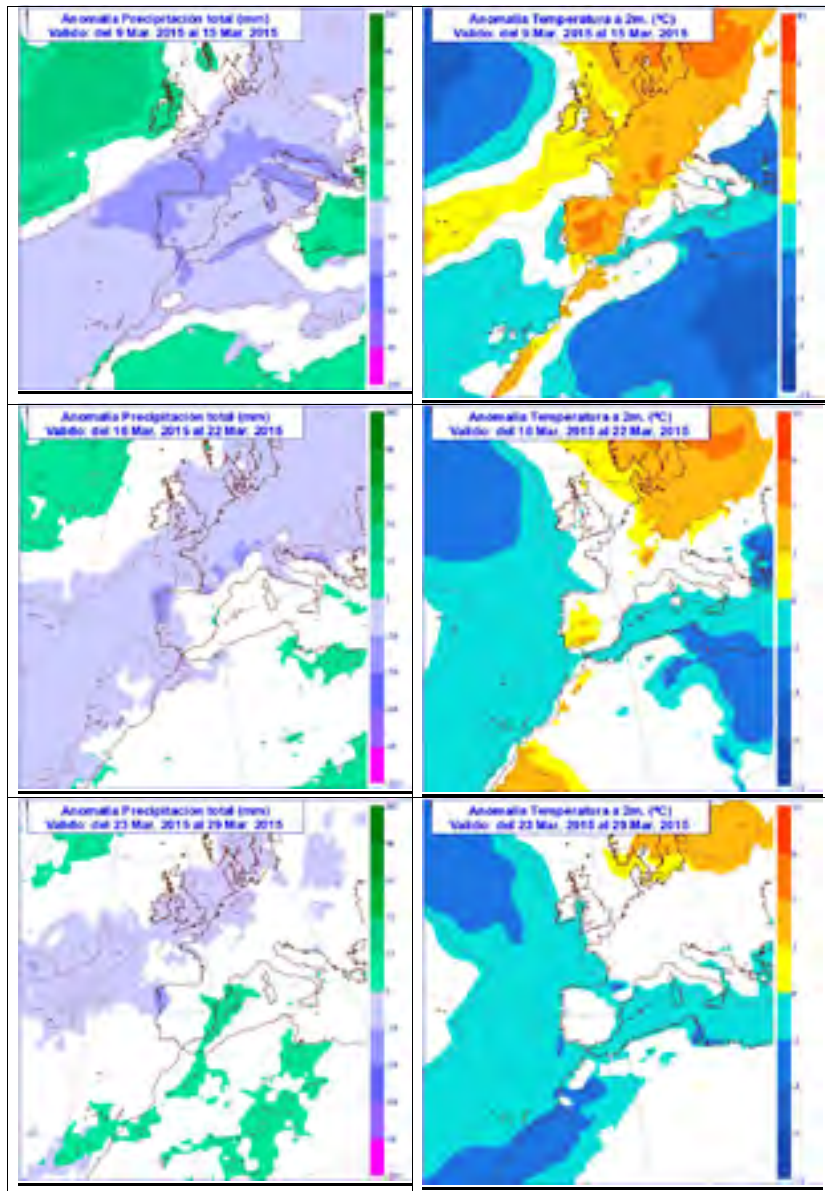 Anomalia Precipitación total (mm)
Valido: del 9 Mar. 2015 al 15 Mar. 2015
Anomalia Temperatura a 2m. (ºC)
Valido: del 9 Mar. 2015 al 15 Mar. 2015
Anomalia Precipitación total (mm)
Valido: del 16 Mar. 2015 al 22 Mar. 2015
Anomalia Temperatura a 2m. (ºC)
Valido: del 16 Mar. 2015 al 22 Mar. 2015
Anomalia Precipitación total (mm)
Valido: del 23 Mar. 2015 al 29 Mar. 2015
Anomalia Temperatura a 2m. (ºC)
Valido: del 23 Mar. 2015 al 29 Mar. 2015